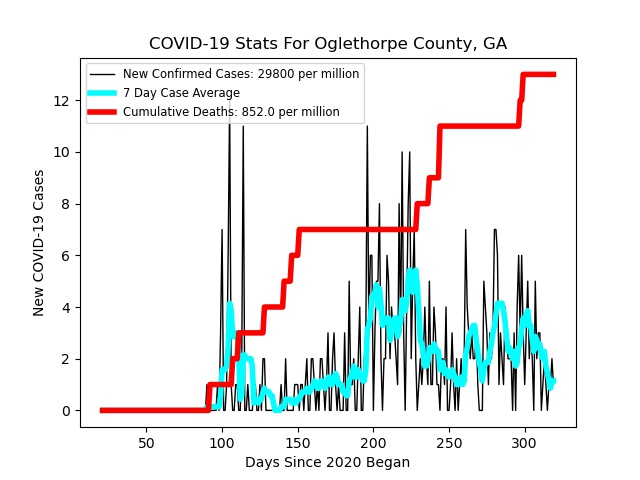 COVID-19 Stats For Oglethorpe County, GA
New Confirmed Cases: 29800 per million
7 Day Case Average
Cumulative Deaths: 852.0 per million
New COVID-19 Cases
12
10
8
6
4
2
0
50 100 150 200 250 300
Days Since 2020 Began